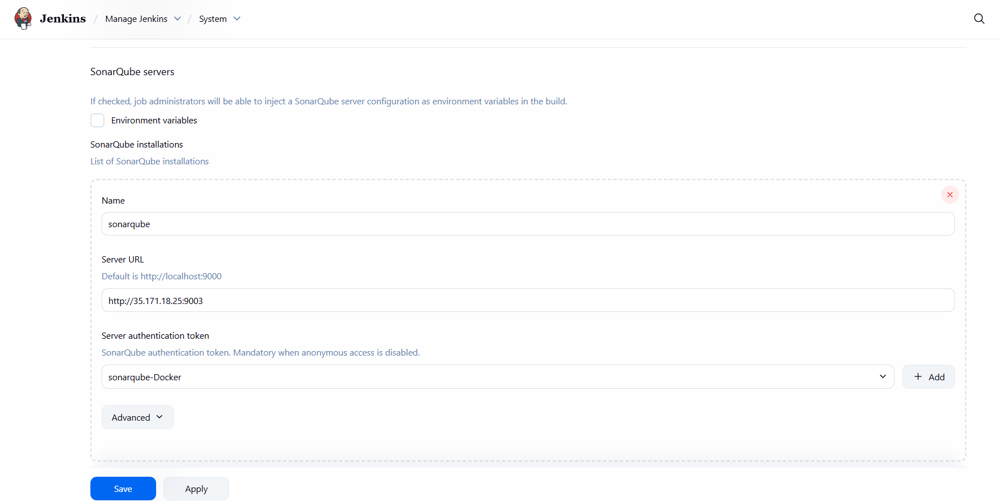 Jenkins / Manage Jenkins / System
SonarQube servers
If checked, job administrators will be able to inject a SonarQube server configuration as environment variables in the build.
Environment variables
SonarQube installations
List of SonarQube installations
Name
sonarqube
Server URL
Default is http://localhost:9000
http://35.171.18.25:9003
Server authentication token
SonarQube authentication token. Mandatory when anonymous access is disabled.
sonarqube-Docker
+ Add
Advanced
Save Apply